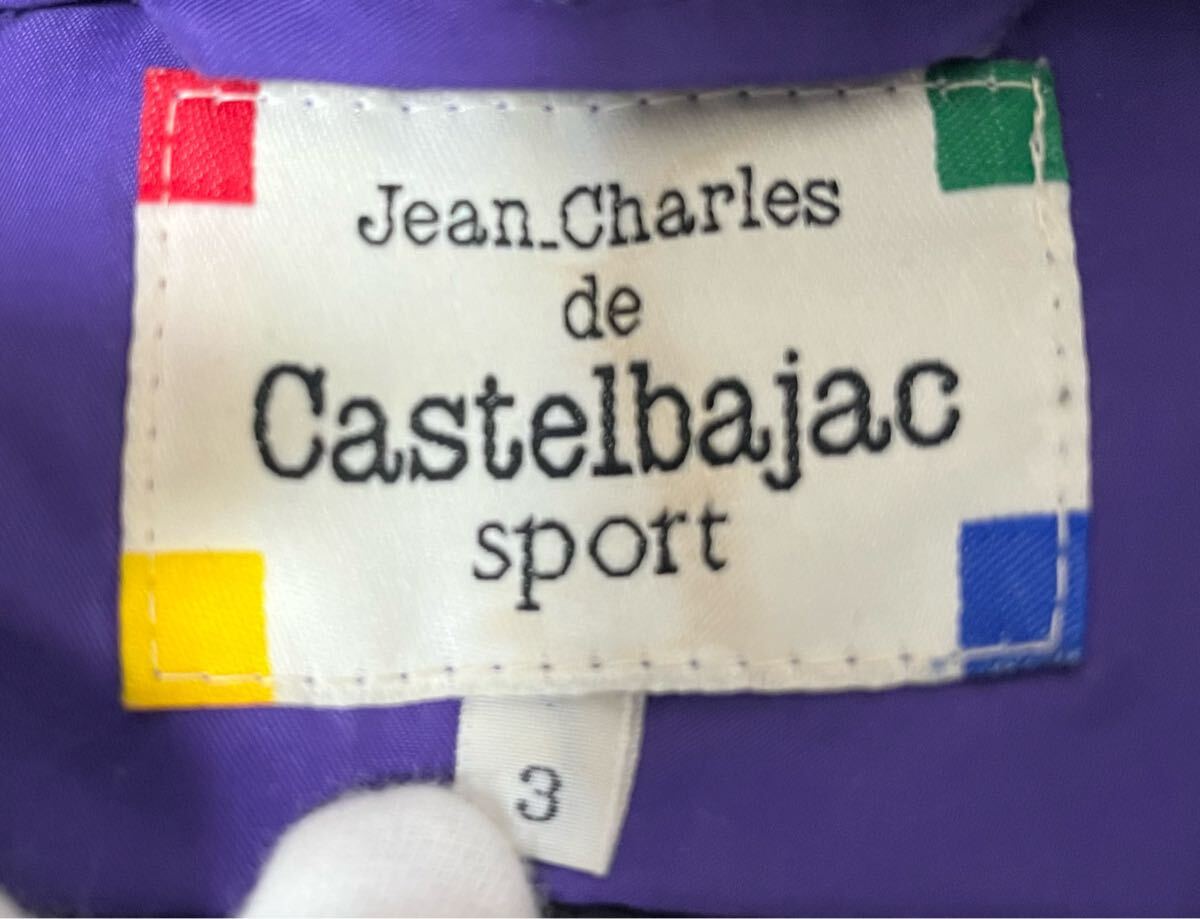 Jean-Charles
de
Castelbajac
sport
3